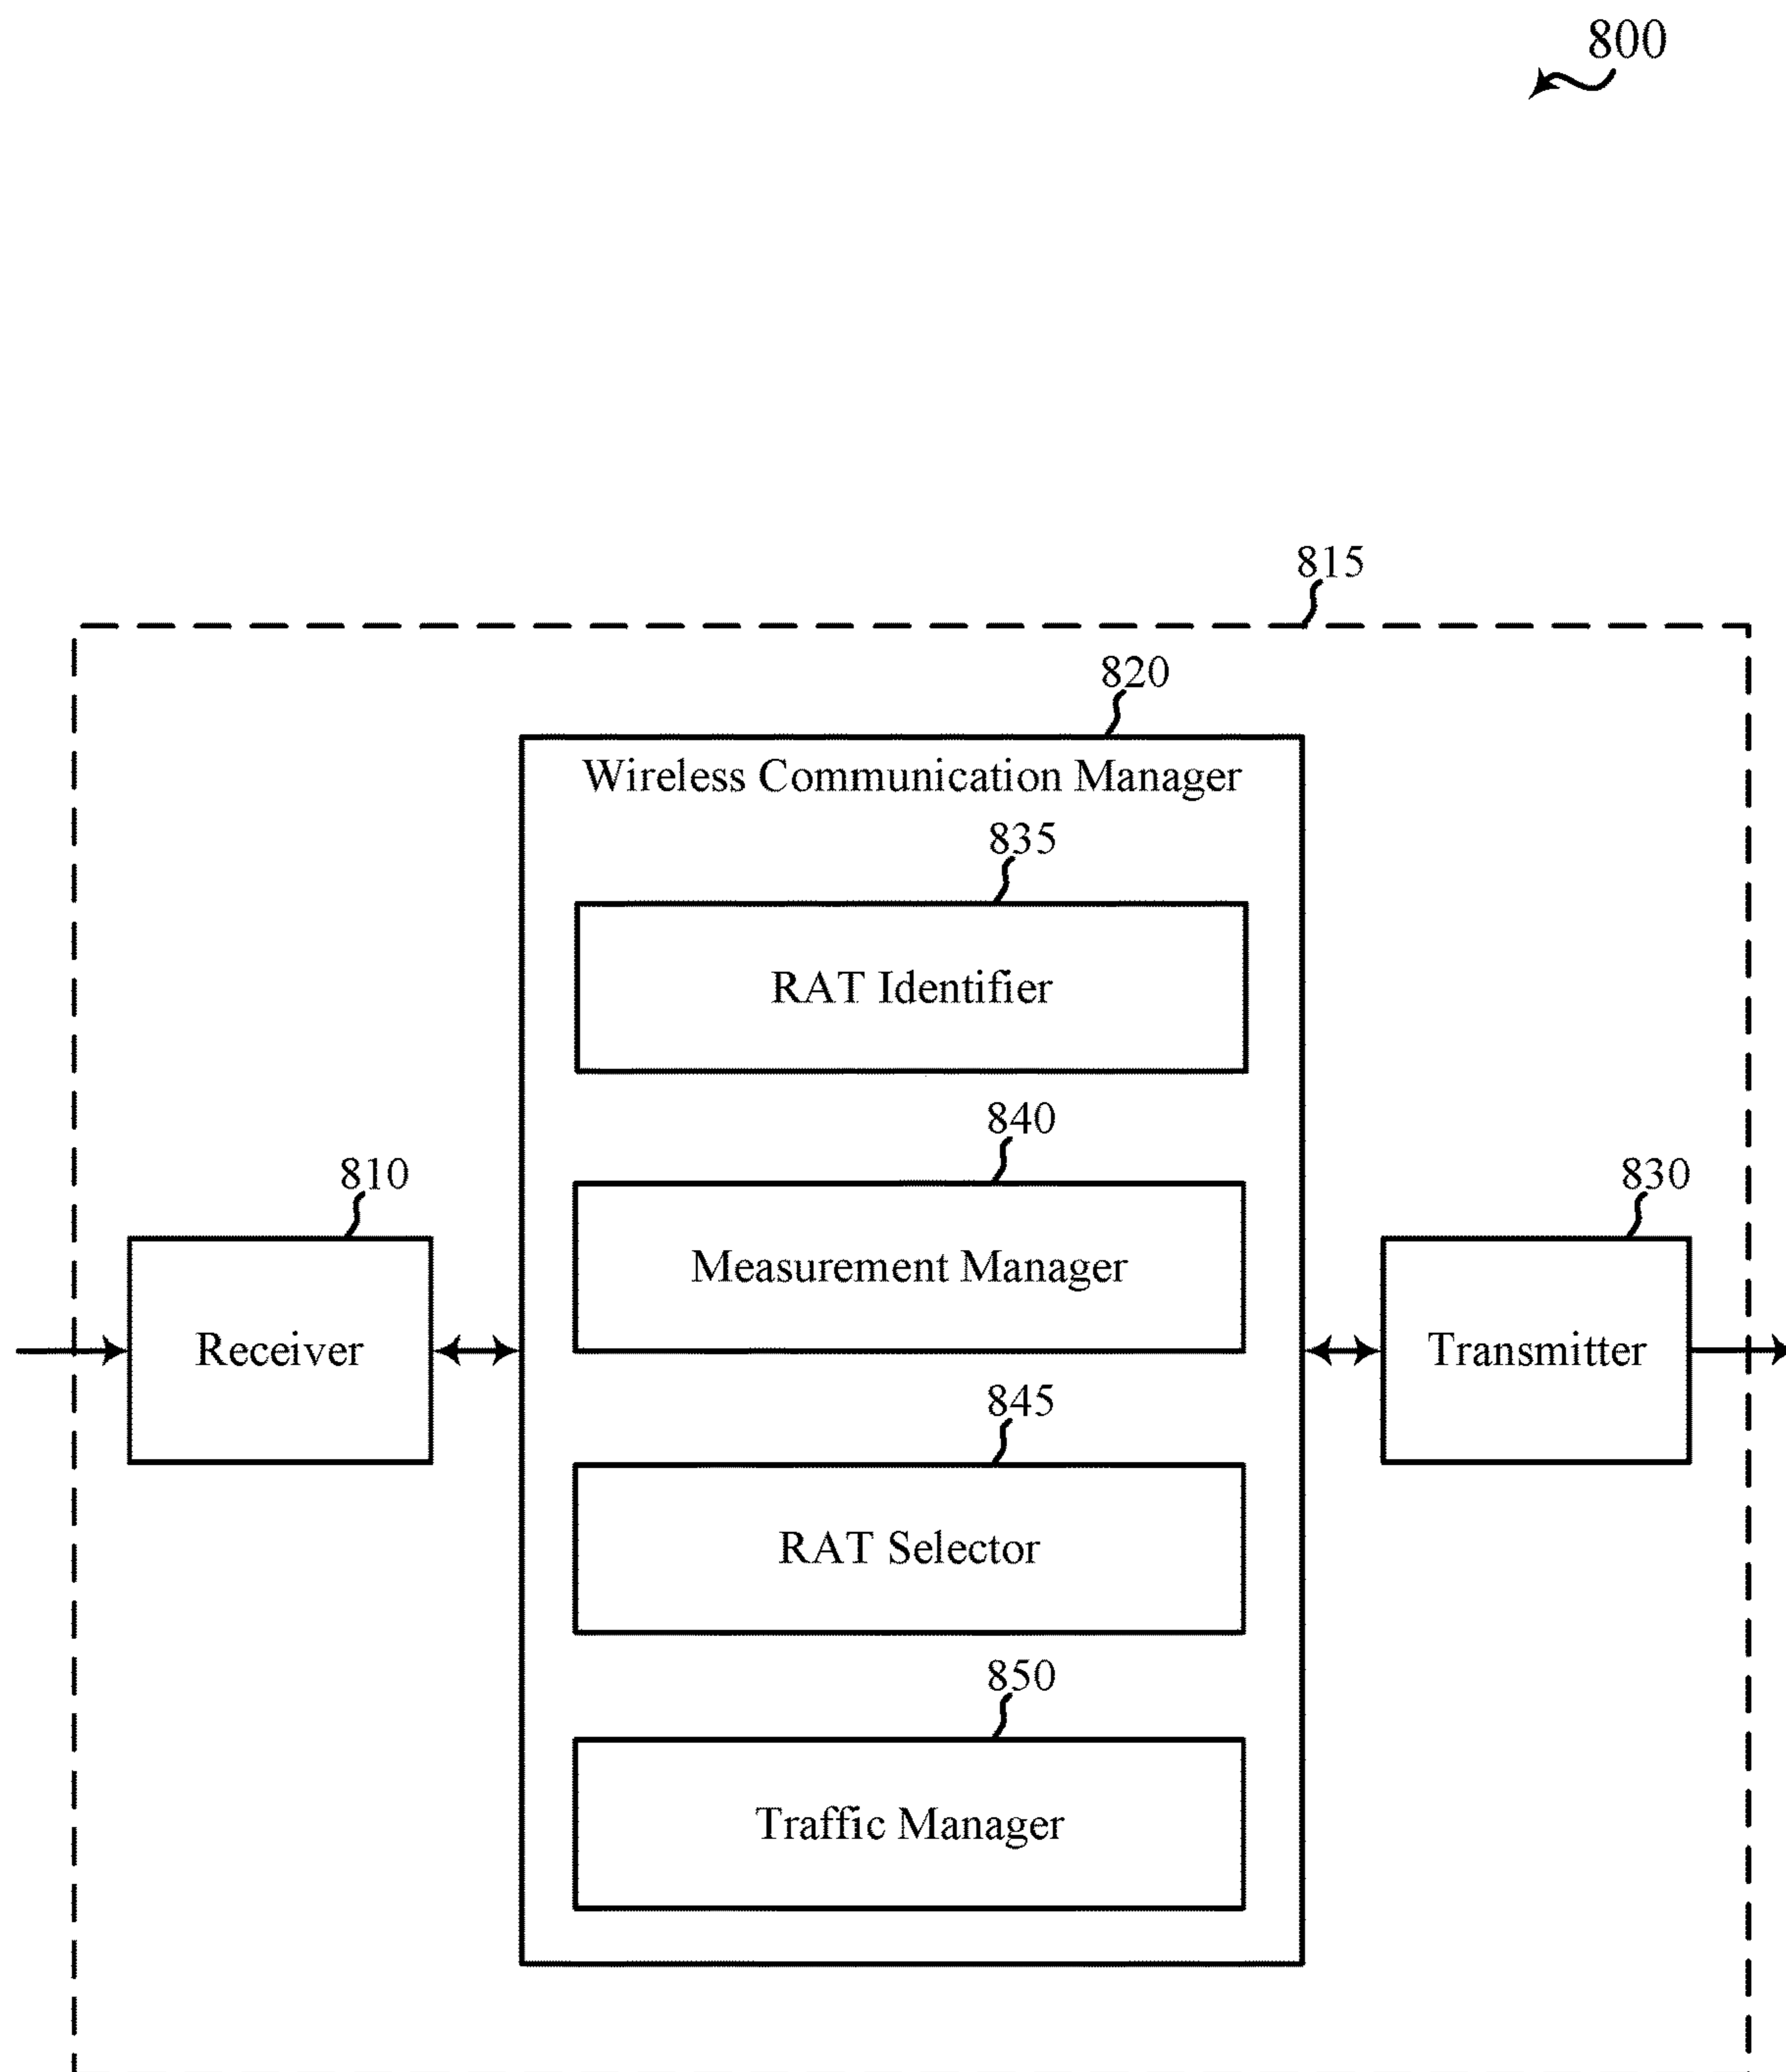 800
815
820
Wireless Communication Manager
835
RAT Identifier
840
Measurement Manager
810
Receiver
830
Transmitter
845
RAT Selector
850
Traffic Manager